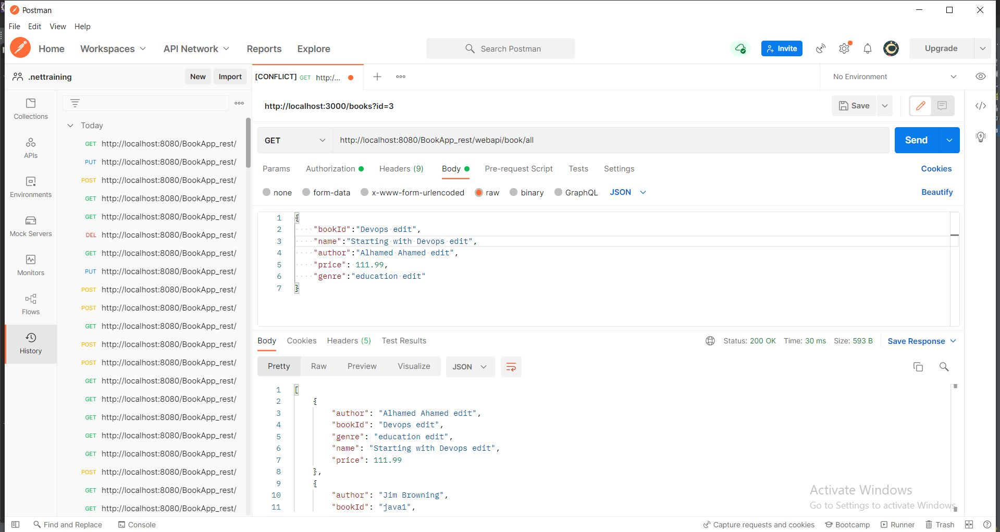 Postman
File Edit View Help
Home Workspaces API Network Reports Explore Search Postman Invite Upgrade
.nettraining New Import [CONFLICT] GET http:/... No Environment
Collections
APIs
Environments
Mock Servers
Monitors
Flows
History
Today
GET http://localhost:8080/BookApp_rest/
PUT http://localhost:8080/BookApp_rest/
POST http://localhost:8080/BookApp_rest/
GET http://localhost:8080/BookApp_rest/
GET http://localhost:8080/BookApp_rest/
DEL http://localhost:8080/BookApp_rest/
GET http://localhost:8080/BookApp_rest/
PUT http://localhost:8080/BookApp_rest/
POST http://localhost:8080/BookApp_rest/
POST http://localhost:8080/BookApp_rest/
GET http://localhost:8080/BookApp_rest/
POST http://localhost:8080/BookApp_rest/
POST http://localhost:8080/BookApp_rest/
GET http://localhost:8080/BookApp_rest/
GET http://localhost:8080/BookApp_rest/
GET http://localhost:8080/BookApp_rest/
GET http://localhost:8080/BookApp_rest/
GET http://localhost:8080/BookApp_rest/
POST http://localhost:8080/BookApp_rest/
GET http://localhost:8080/BookApp_rest/
GET http://localhost:8080/BookApp_rest/
http://localhost:3000/books?id=3 Save
GET http://localhost:8080/BookApp_rest/webapi/book/all Send
Params Authorization Headers (9) Body Pre-request Script Tests Settings Cookies
none form-data x-www-form-urlencoded raw binary GraphQL JSON Beautify
1 {
2 "bookId":"Devops edit",
3 "name":"Starting with Devops edit",
4 "author":"Alhamed Ahamed edit",
5 "price": 111.99,
6 "genre":"education edit"
7 }
Body Cookies Headers (5) Test Results Status: 200 OK Time: 30 ms Size: 593 B Save Response
Pretty Raw Preview Visualize JSON
1 [
2 {
3 "author": "Alhamed Ahamed edit",
4 "bookId": "Devops edit",
5 "genre": "education edit",
6 "name": "Starting with Devops edit",
7 "price": 111.99
8 },
9 {
10 "author": "Jim Browning",
11 "bookId": "java1",
Activate Windows
Go to Settings to activate Windows.
Find and Replace Console Capture requests and cookies Bootcamp Runner Trash